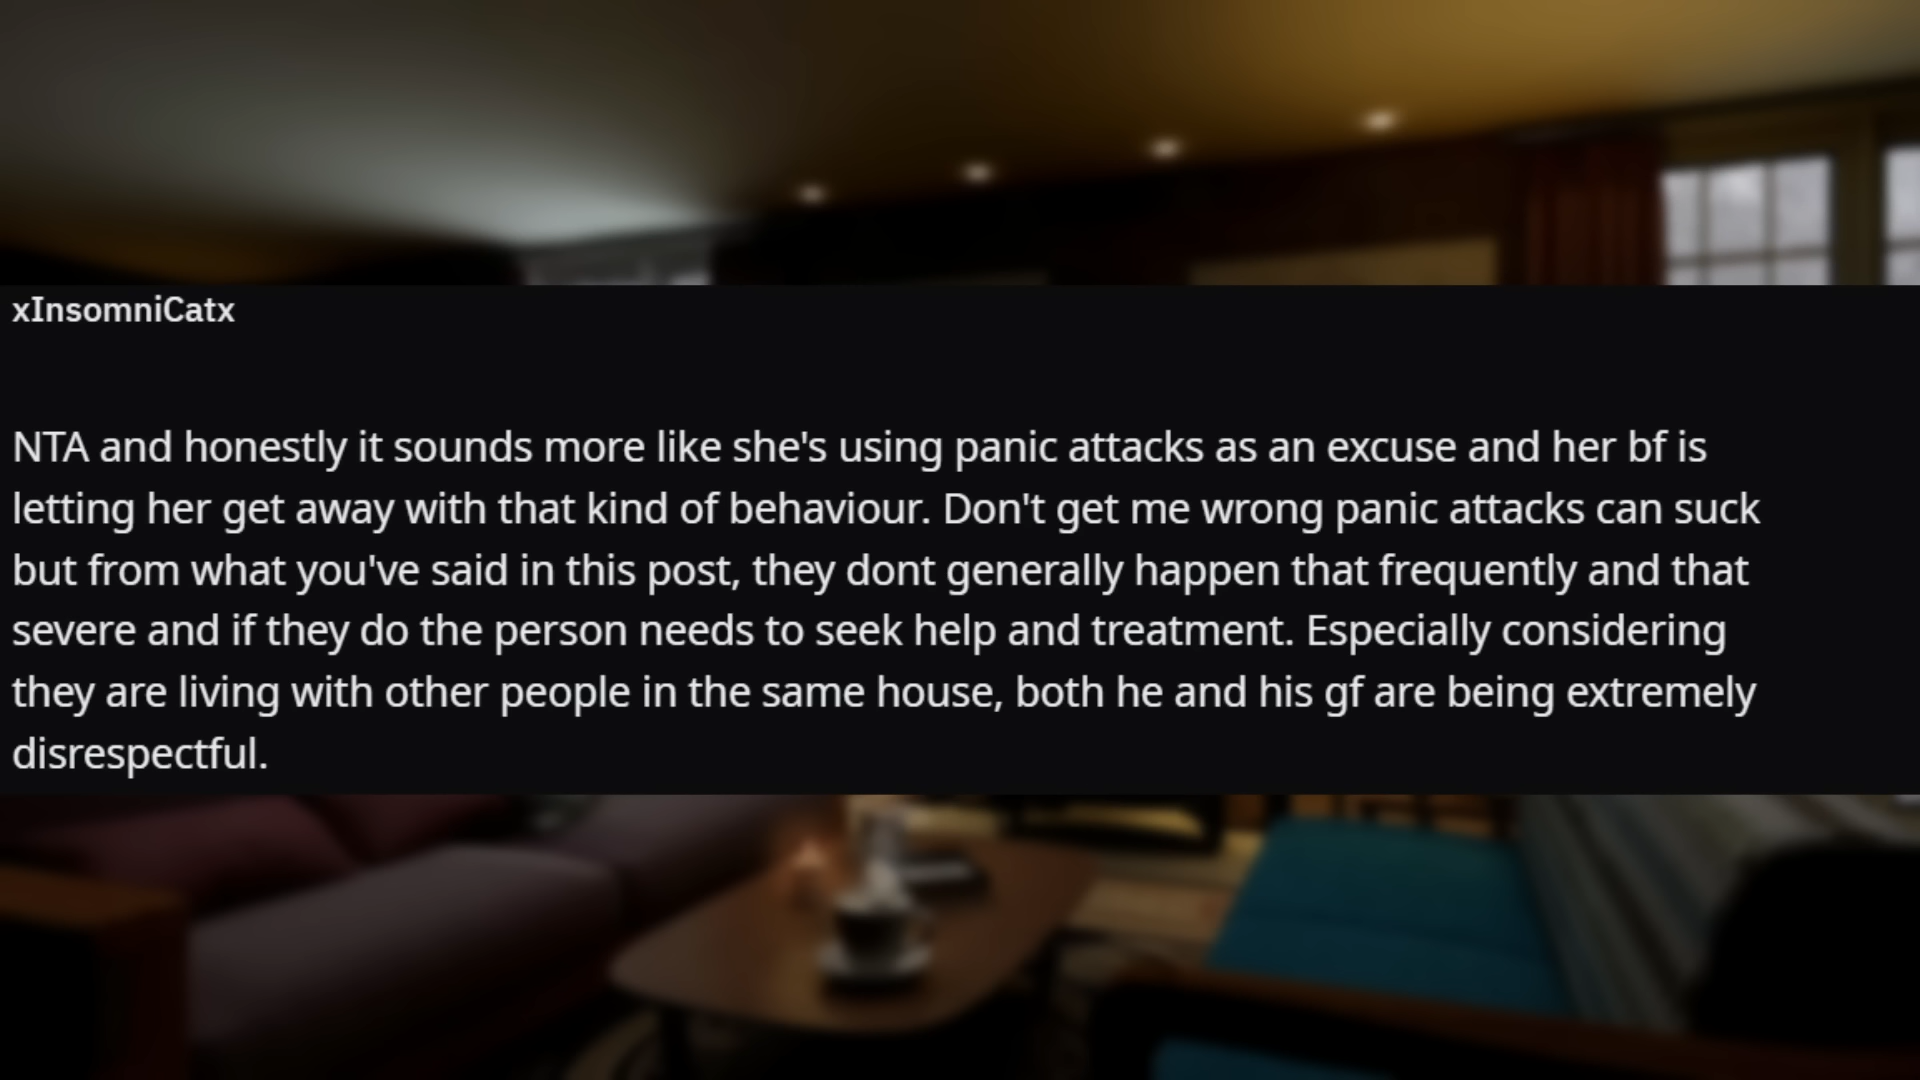 xInsomniCatx
NTA and honestly it sounds more like she's using panic attacks as an excuse and her bf is
letting her get away with that kind of behaviour. Don't get me wrong panic attacks can suck
but from what you've said in this post, they dont generally happen that frequently and that
severe and if they do the person needs to seek help and treatment. Especially considering
they are living with other people in the same house, both he and his gf are being extremely
disrespectful.